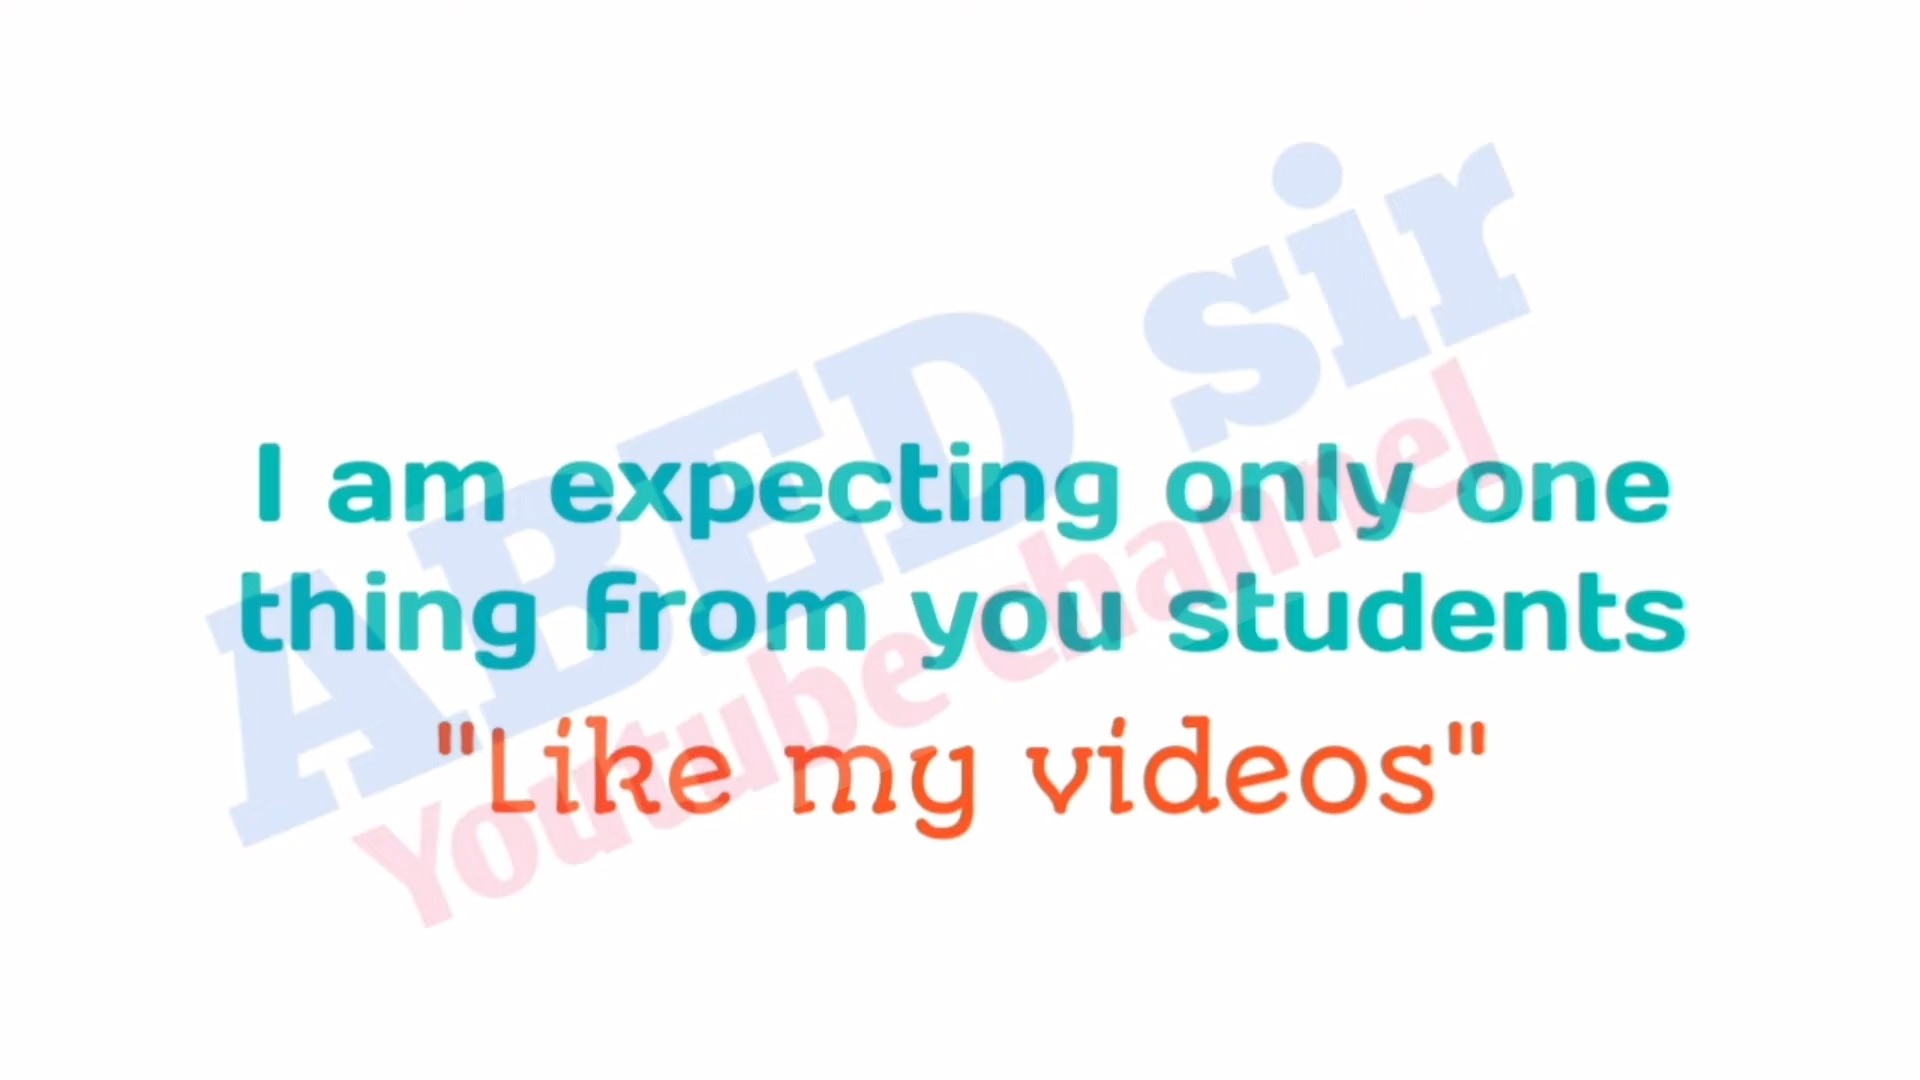 ABED sir
Youtube channel
I am expecting only one
thing from you students
"Like my videos"